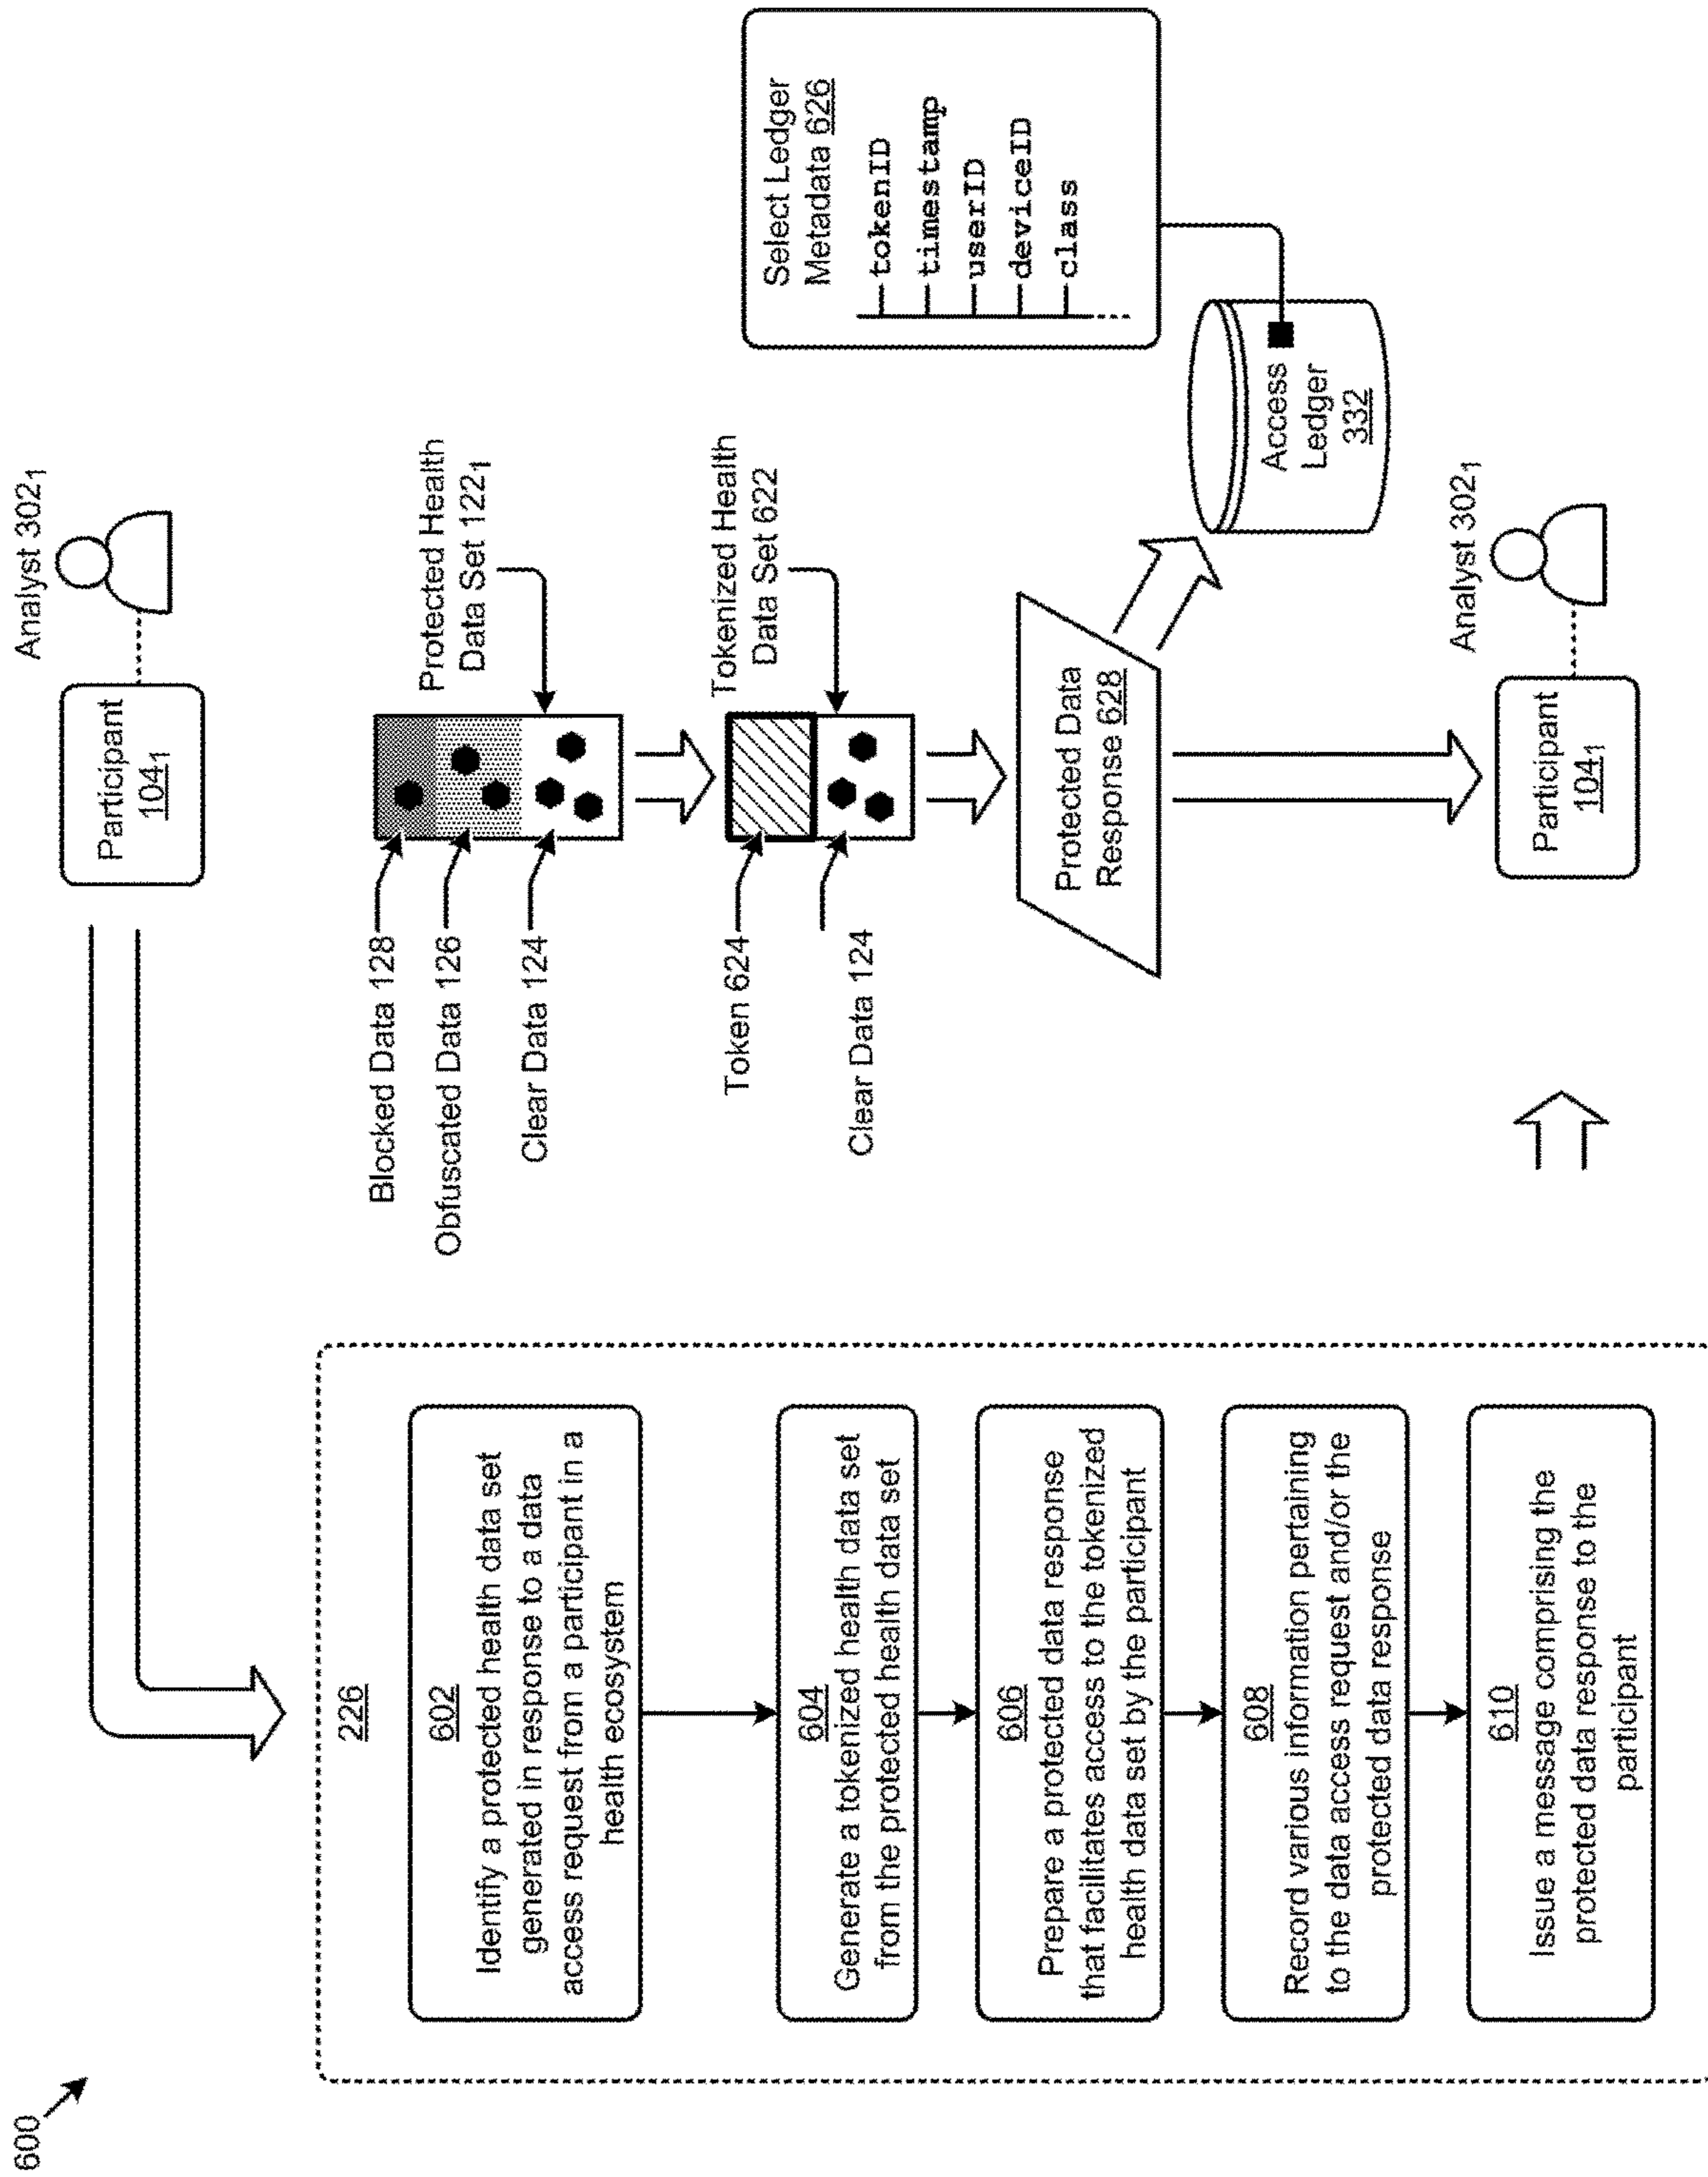 600
226
602
Identify a protected health data set
generated in response to a data
access request from a participant in a
health ecosystem
604
Generate a tokenized health data set
from the protected health data set
606
Prepare a protected data response
that facilitates access to the tokenized
health data set by the participant
608
Record various information pertaining
to the data access request and/or the
protected data response
610
Issue a message comprising the
protected data response to the
participant
Participant
104₁
Analyst 302₁
Blocked Data 128
Obfuscated Data 126
Clear Data 124
Protected Health
Data Set 122₁
Token 624
Clear Data 124
Tokenized Health
Data Set 622
Protected Data
Response 628
Select Ledger
Metadata 626
tokenID
timestamp
userID
deviceID
class
Access
Ledger
332
Participant
104₁
Analyst 302₁